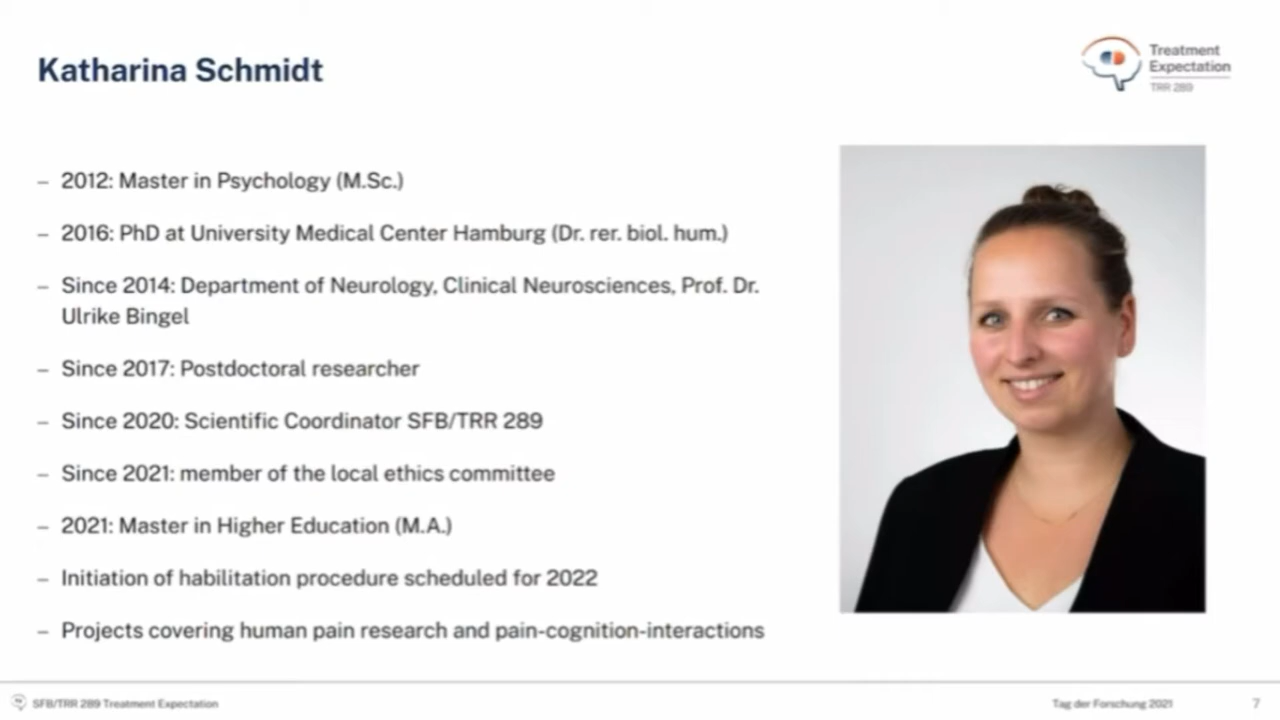 Katharina Schmidt
Treatment
Expectation
TRR 289
– 2012: Master in Psychology (M.Sc.)
– 2016: PhD at University Medical Center Hamburg (Dr. rer. biol. hum.)
– Since 2014: Department of Neurology, Clinical Neurosciences, Prof. Dr.
Ulrike Bingel
– Since 2017: Postdoctoral researcher
– Since 2020: Scientific Coordinator SFB/TRR 289
– Since 2021: member of the local ethics committee
– 2021: Master in Higher Education (M.A.)
– Initiation of habilitation procedure scheduled for 2022
– Projects covering human pain research and pain-cognition-interactions
SFB/TRR 289 Treatment Expectation
Tag der Forschung 2021
7